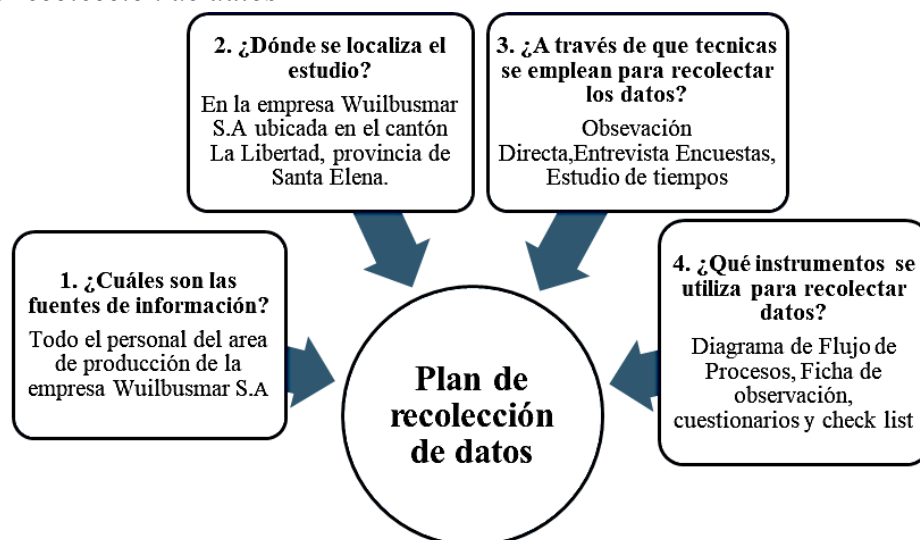 1. ¿Cuáles son las
fuentes de información?
Todo el personal del area
de producción de la
empresa Wuilbusmar S.A
2. ¿Dónde se localiza el
estudio?
En la empresa Wuilbusmar
S.A ubicada en el cantón
La Libertad, provincia de
Santa Elena.
3. ¿A través de que tecnicas
se emplean para recolectar
los datos?
Obsevación
Directa,Entrevista Encuestas,
Estudio de tiempos
4. ¿Qué instrumentos se
utiliza para recolectar
datos?
Diagrama de Flujo de
Procesos, Ficha de
observación,
cuestionarios y check list
Plan de
recolección
de datos